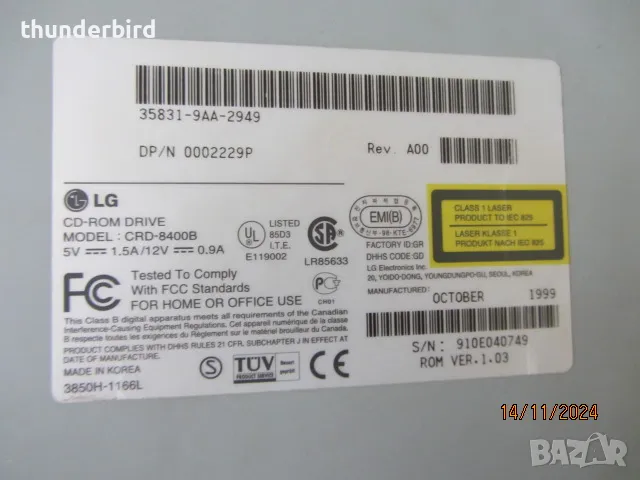 thunderbird
35831-9AA-2949
DP/N 0002229P
Rev. A00
LG
CD-ROM DRIVE
MODEL : CRD-8400B
5V 1.5A/12V 0.9A
UL
LISTED
85D3
I.T.E.
E119002
SA
LR85633
EMI(B)
FACTORY ID:GR
DHHS CODE:GD
LG Electronics Inc.
20, YOIDO-DONG, YOUNGDUNGPO-GU, SEOUL, KOREA
CLASS 1 LASER
PRODUCT TO IEC 825
LASER KLASSE 1
PRODUKT NACH IEC 825
FC
Tested To Comply
With FCC Standards
FOR HOME OR OFFICE USE
MANUFACTURED:
OCTOBER 1999
This Class B digital apparatus meets all requirements of the Canadian
Interference-Causing Equipment Regulations. Cet appareil numérique de la classe
B respecte toutes les exigences du Règlement sur le matériel brouilleur du Canada.
PRODUCT COMPLIES WITH DHHS RULES 21 CFR. SUBCHAPTER J IN EFFECT AT
DATE OF MANUFACTURE.
MADE IN KOREA
3850H-1166L
S
TÜV
PRODUCT SERVICE
CE
S/N: 910E040749
ROM VER.1.03
14/11/2024
BAZAR